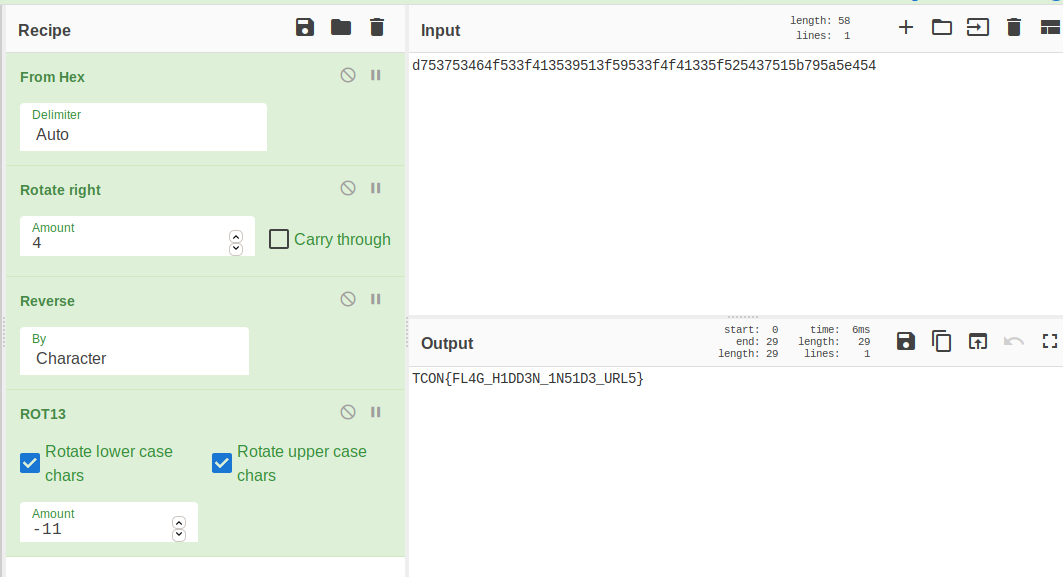 Recipe
From Hex
Delimiter
Auto
Rotate right
Amount
4
Carry through
Reverse
By
Character
ROT13
Rotate lower case chars
Rotate upper case chars
Amount
-11
Input
length: 58
lines: 1
d753753464f533f413539513f59533f4f41335f525437515b795a5e454
Output
start: 0
end: 29
length: 29
time: 6ms
length: 29
lines: 1
TCON{FL4G_H1DD3N_1N51D3_URL5}